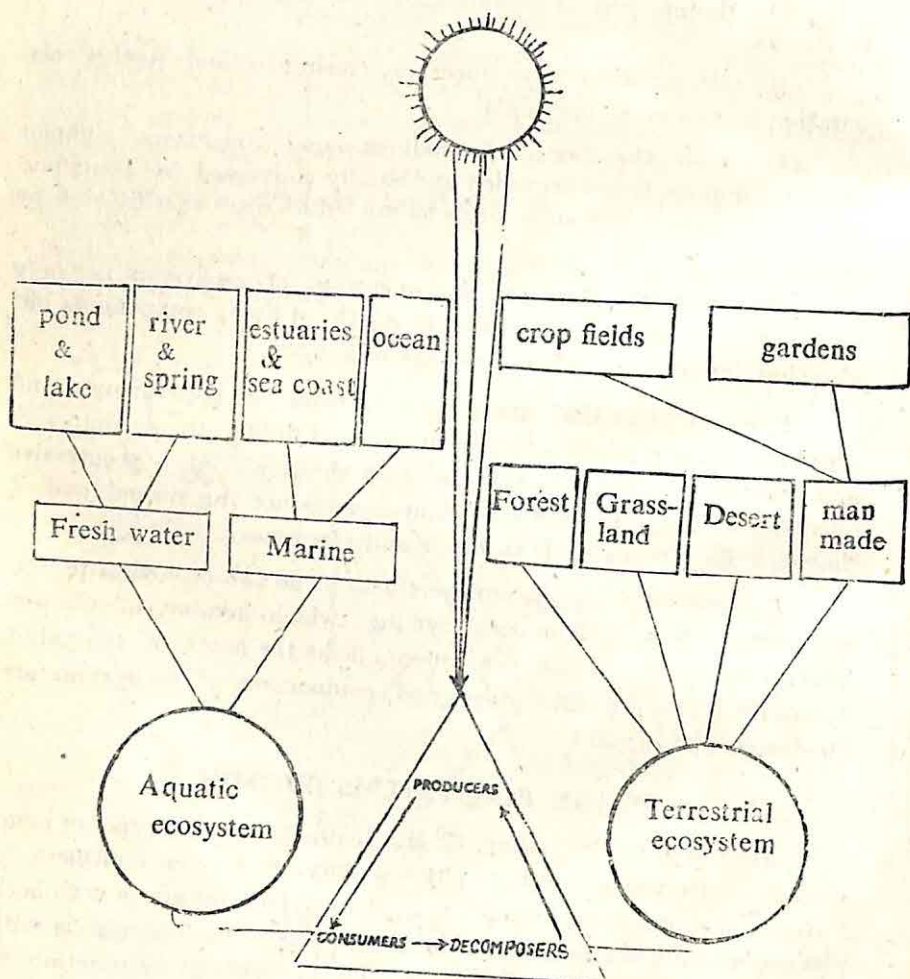 pond
&
lake
river
&
spring
estuaries
&
sea coast
ocean
crop fields
gardens
Fresh water
Marine
Forest
Grass-
land
Desert
man
made
Aquatic
ecosystem
Terrestrial
ecosystem
PRODUCERS
CONSUMERS → DECOMPOSERS